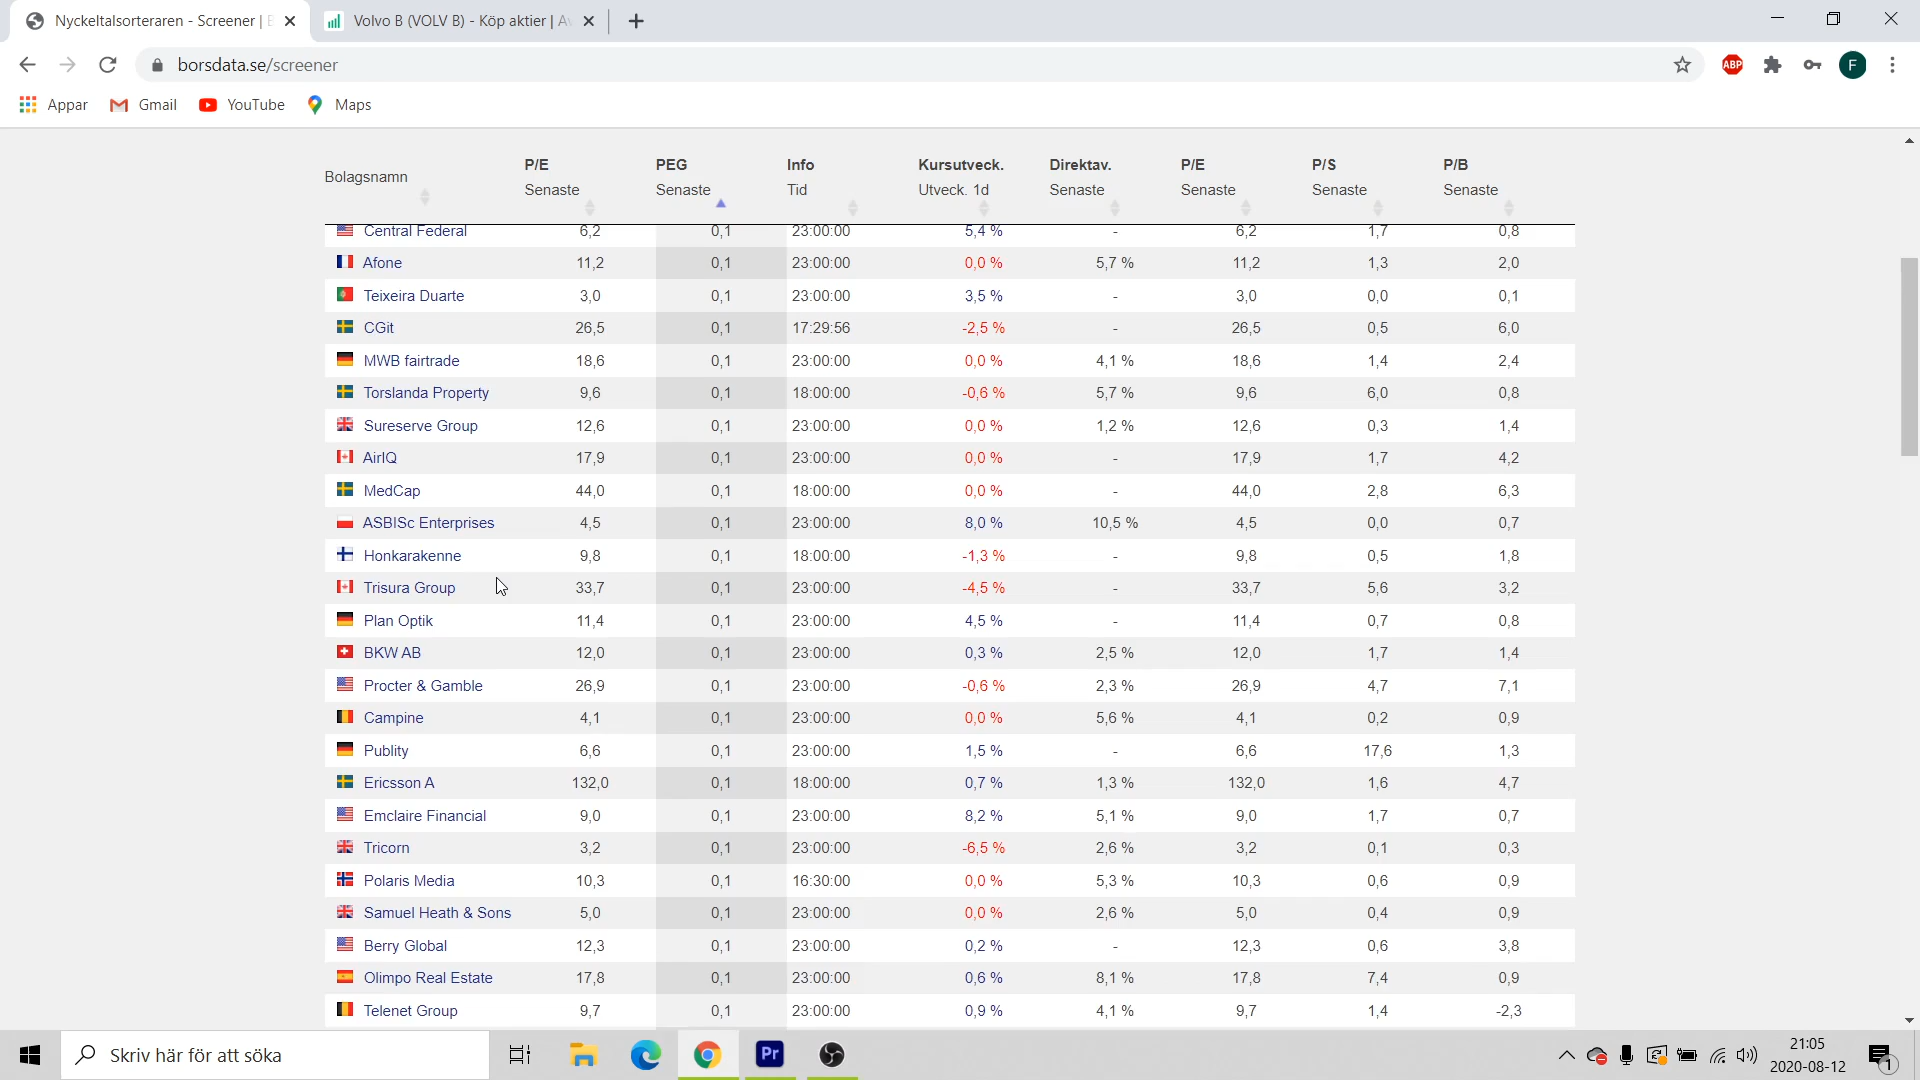 Nyckeltalsorteraren - Screener |
Volvo B (VOLV B) - Köp aktier |
borsdata.se/screener
ABP
F
Appar Gmail YouTube Maps
Bolagsnamn P/E Senaste PEG Senaste Info Tid Kursutveck. Utveck. 1d Direktav. Senaste P/E Senaste P/S Senaste P/B Senaste
Central Federal 6,2 0,1 23:00:00 5,4 % - 6,2 1,7 0,8
Afone 11,2 0,1 23:00:00 0,0 % 5,7 % 11,2 1,3 2,0
Teixeira Duarte 3,0 0,1 23:00:00 3,5 % - 3,0 0,0 0,1
CGit 26,5 0,1 17:29:56 -2,5 % - 26,5 0,5 6,0
MWB fairtrade 18,6 0,1 23:00:00 0,0 % 4,1 % 18,6 1,4 2,4
Torslanda Property 9,6 0,1 18:00:00 -0,6 % 5,7 % 9,6 6,0 0,8
Sureserve Group 12,6 0,1 23:00:00 0,0 % 1,2 % 12,6 0,3 1,4
AirIQ 17,9 0,1 23:00:00 0,0 % - 17,9 1,7 4,2
MedCap 44,0 0,1 18:00:00 0,0 % - 44,0 2,8 6,3
ASBISc Enterprises 4,5 0,1 23:00:00 8,0 % 10,5 % 4,5 0,0 0,7
Honkarakenne 9,8 0,1 18:00:00 -1,3 % - 9,8 0,5 1,8
Trisura Group 33,7 0,1 23:00:00 -4,5 % - 33,7 5,6 3,2
Plan Optik 11,4 0,1 23:00:00 4,5 % - 11,4 0,7 0,8
BKW AB 12,0 0,1 23:00:00 0,3 % 2,5 % 12,0 1,7 1,4
Procter & Gamble 26,9 0,1 23:00:00 -0,6 % 2,3 % 26,9 4,7 7,1
Campine 4,1 0,1 23:00:00 0,0 % 5,6 % 4,1 0,2 0,9
Publity 6,6 0,1 23:00:00 1,5 % - 6,6 17,6 1,3
Ericsson A 132,0 0,1 18:00:00 0,7 % 1,3 % 132,0 1,6 4,7
Emclaire Financial 9,0 0,1 23:00:00 8,2 % 5,1 % 9,0 1,7 0,7
Tricorn 3,2 0,1 23:00:00 -6,5 % 2,6 % 3,2 0,1 0,3
Polaris Media 10,3 0,1 16:30:00 0,0 % 5,3 % 10,3 0,6 0,9
Samuel Heath & Sons 5,0 0,1 23:00:00 0,0 % 2,6 % 5,0 0,4 0,9
Berry Global 12,3 0,1 23:00:00 0,2 % - 12,3 0,6 3,8
Olimpo Real Estate 17,8 0,1 23:00:00 0,6 % 8,1 % 17,8 7,4 0,9
Telenet Group 9,7 0,1 23:00:00 0,9 % 4,1 % 9,7 1,4 -2,3
Skriv här för att söka
Pr
21:05
2020-08-12
1